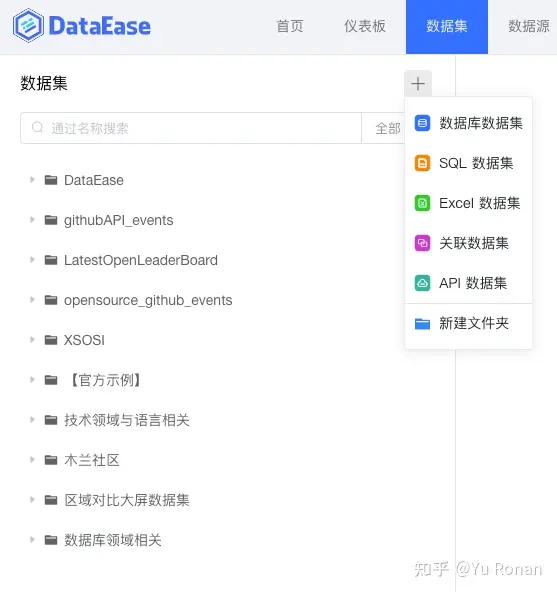 DataEase
首页 仪表板 数据集 数据源
数据集
通过名称搜索 全部
数据库数据集
SQL 数据集
Excel 数据集
关联数据集
API 数据集
新建文件夹
DataEase
githubAPI_events
LatestOpenLeaderBoard
opensource_github_events
XSOSI
【官方示例】
技术领域与语言相关
木兰社区
区域对比大屏数据集
数据库领域相关
知乎 @Yu Ronan